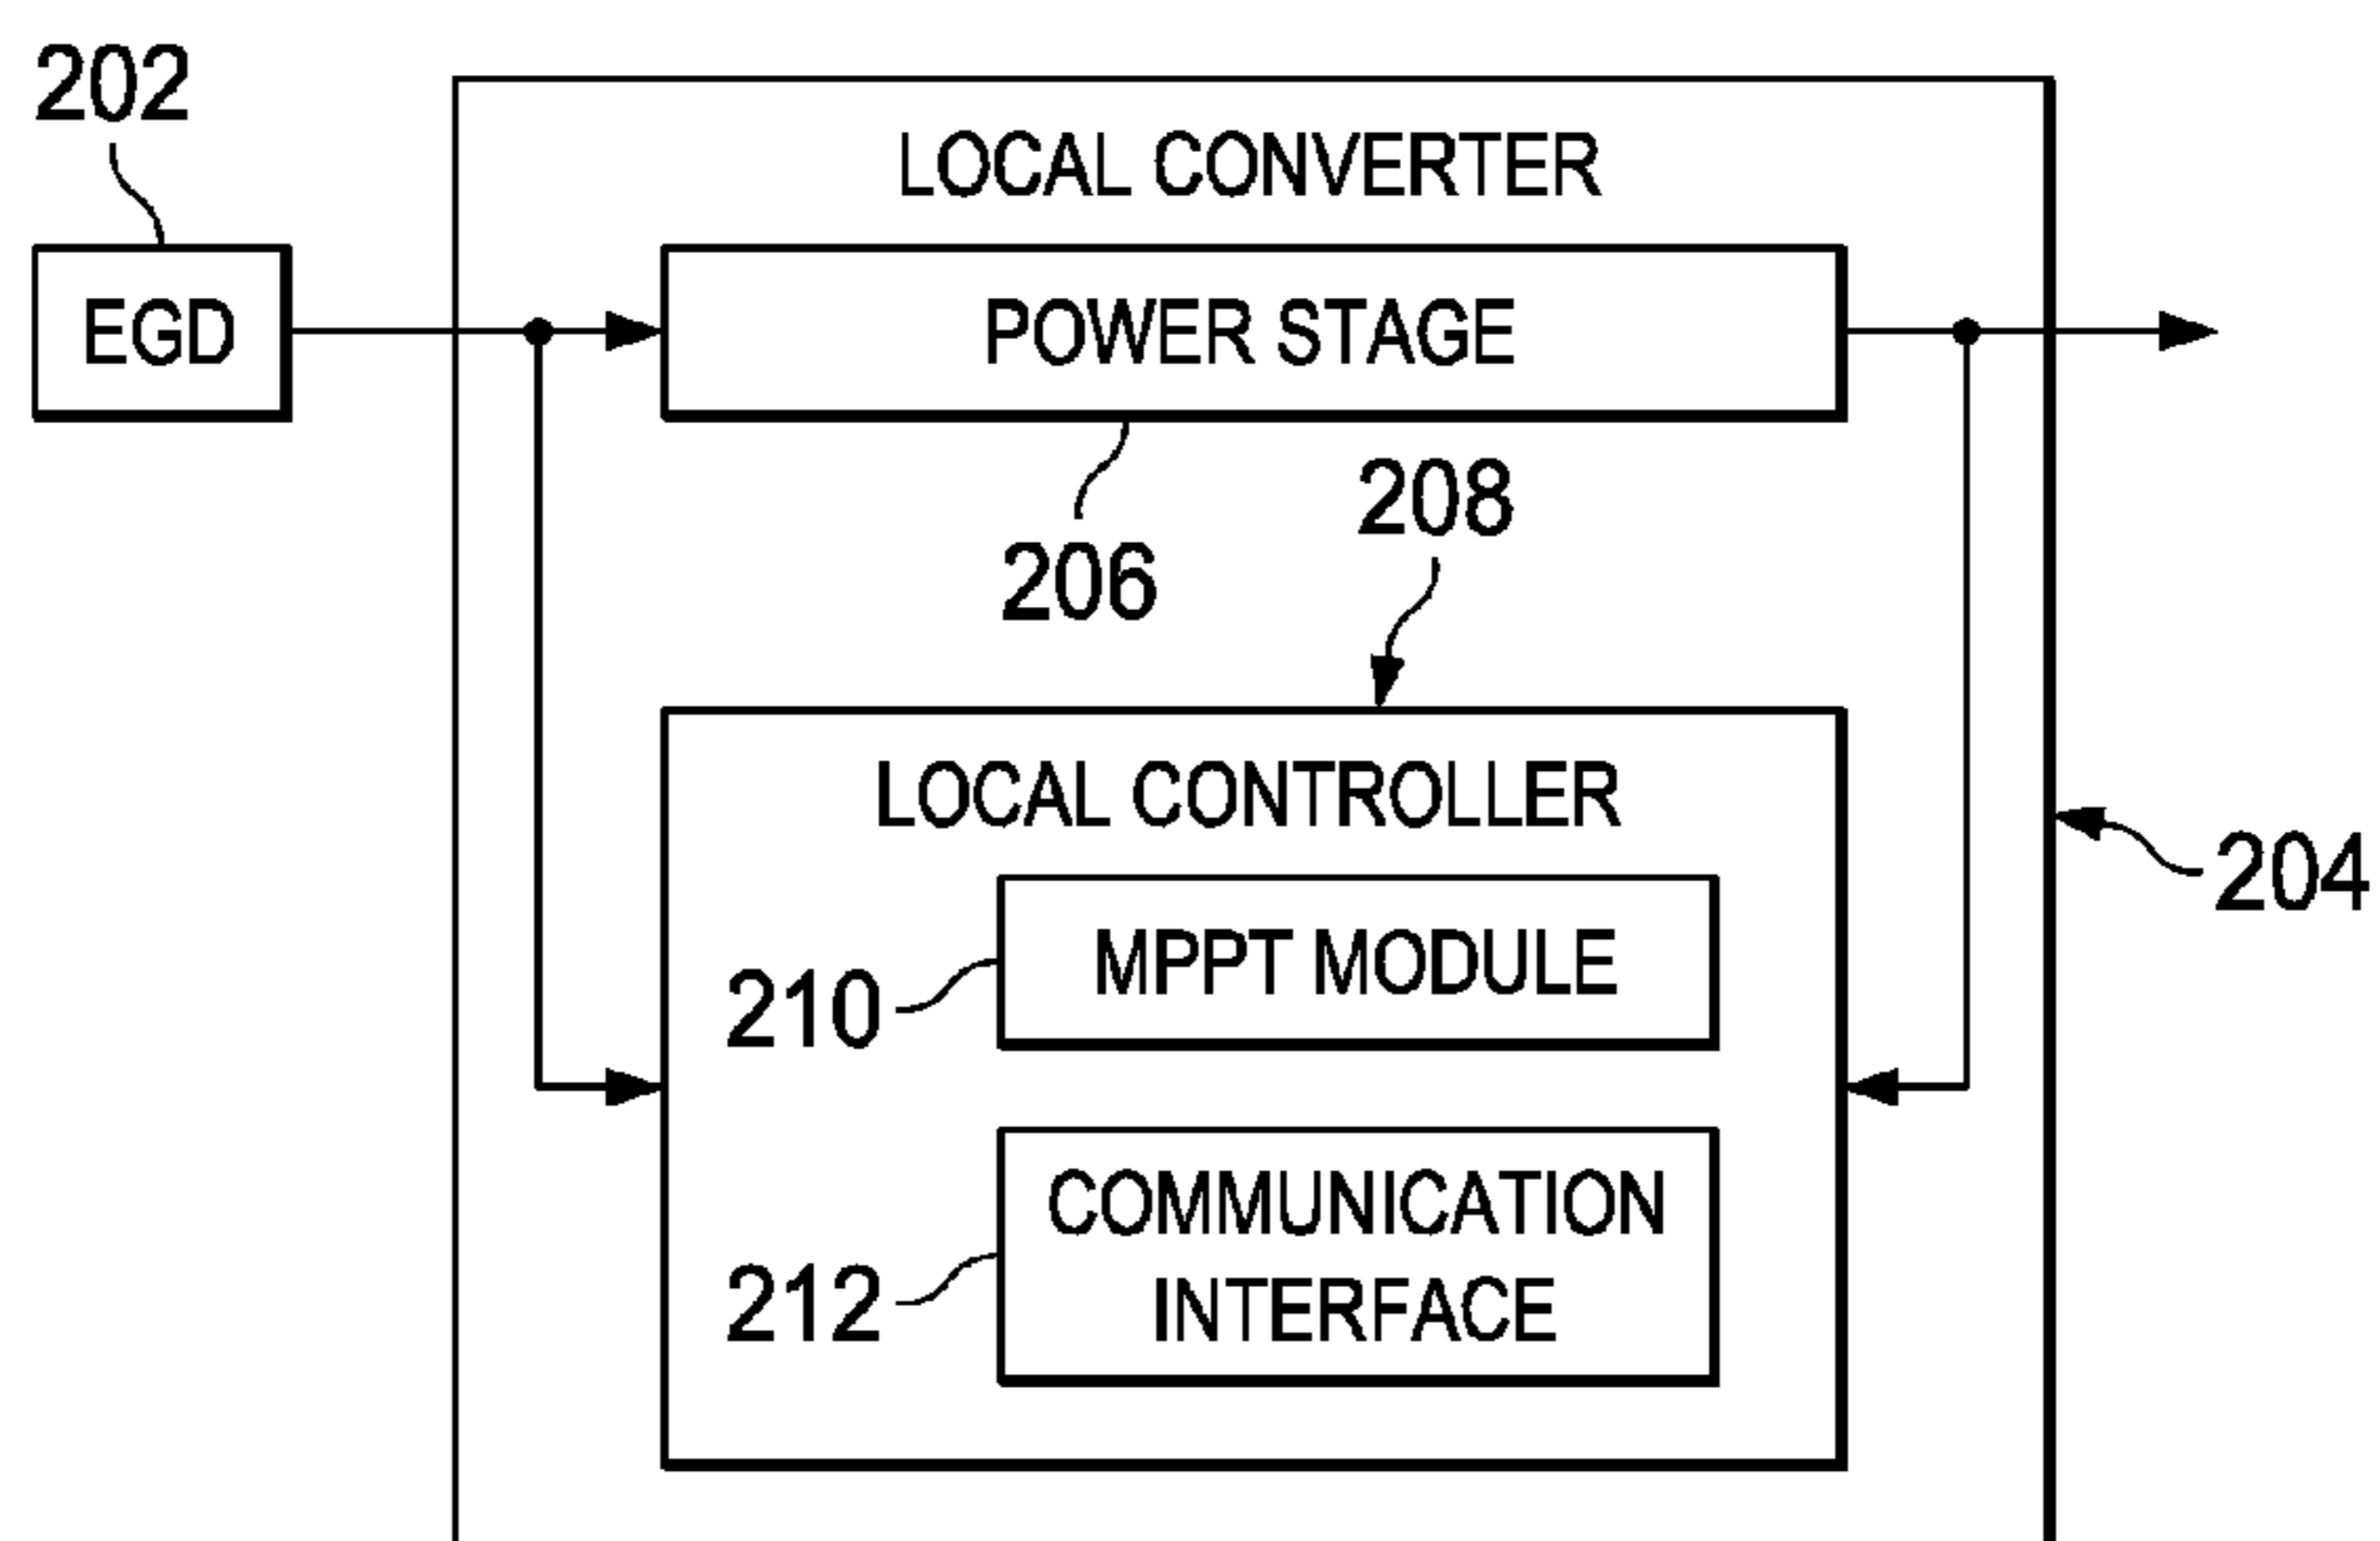 202
LOCAL CONVERTER
EGD
POWER STAGE
206
208
LOCAL CONTROLLER
204
MPPT MODULE
210
COMMUNICATION
INTERFACE
212